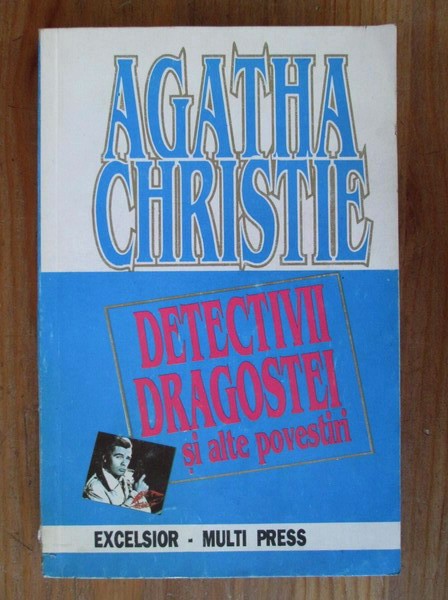 AGATHA
CHRISTIE
DETECTIVII
DRAGOSTEI
și alte povestiri
EXCELSIOR - MULTI PRESS